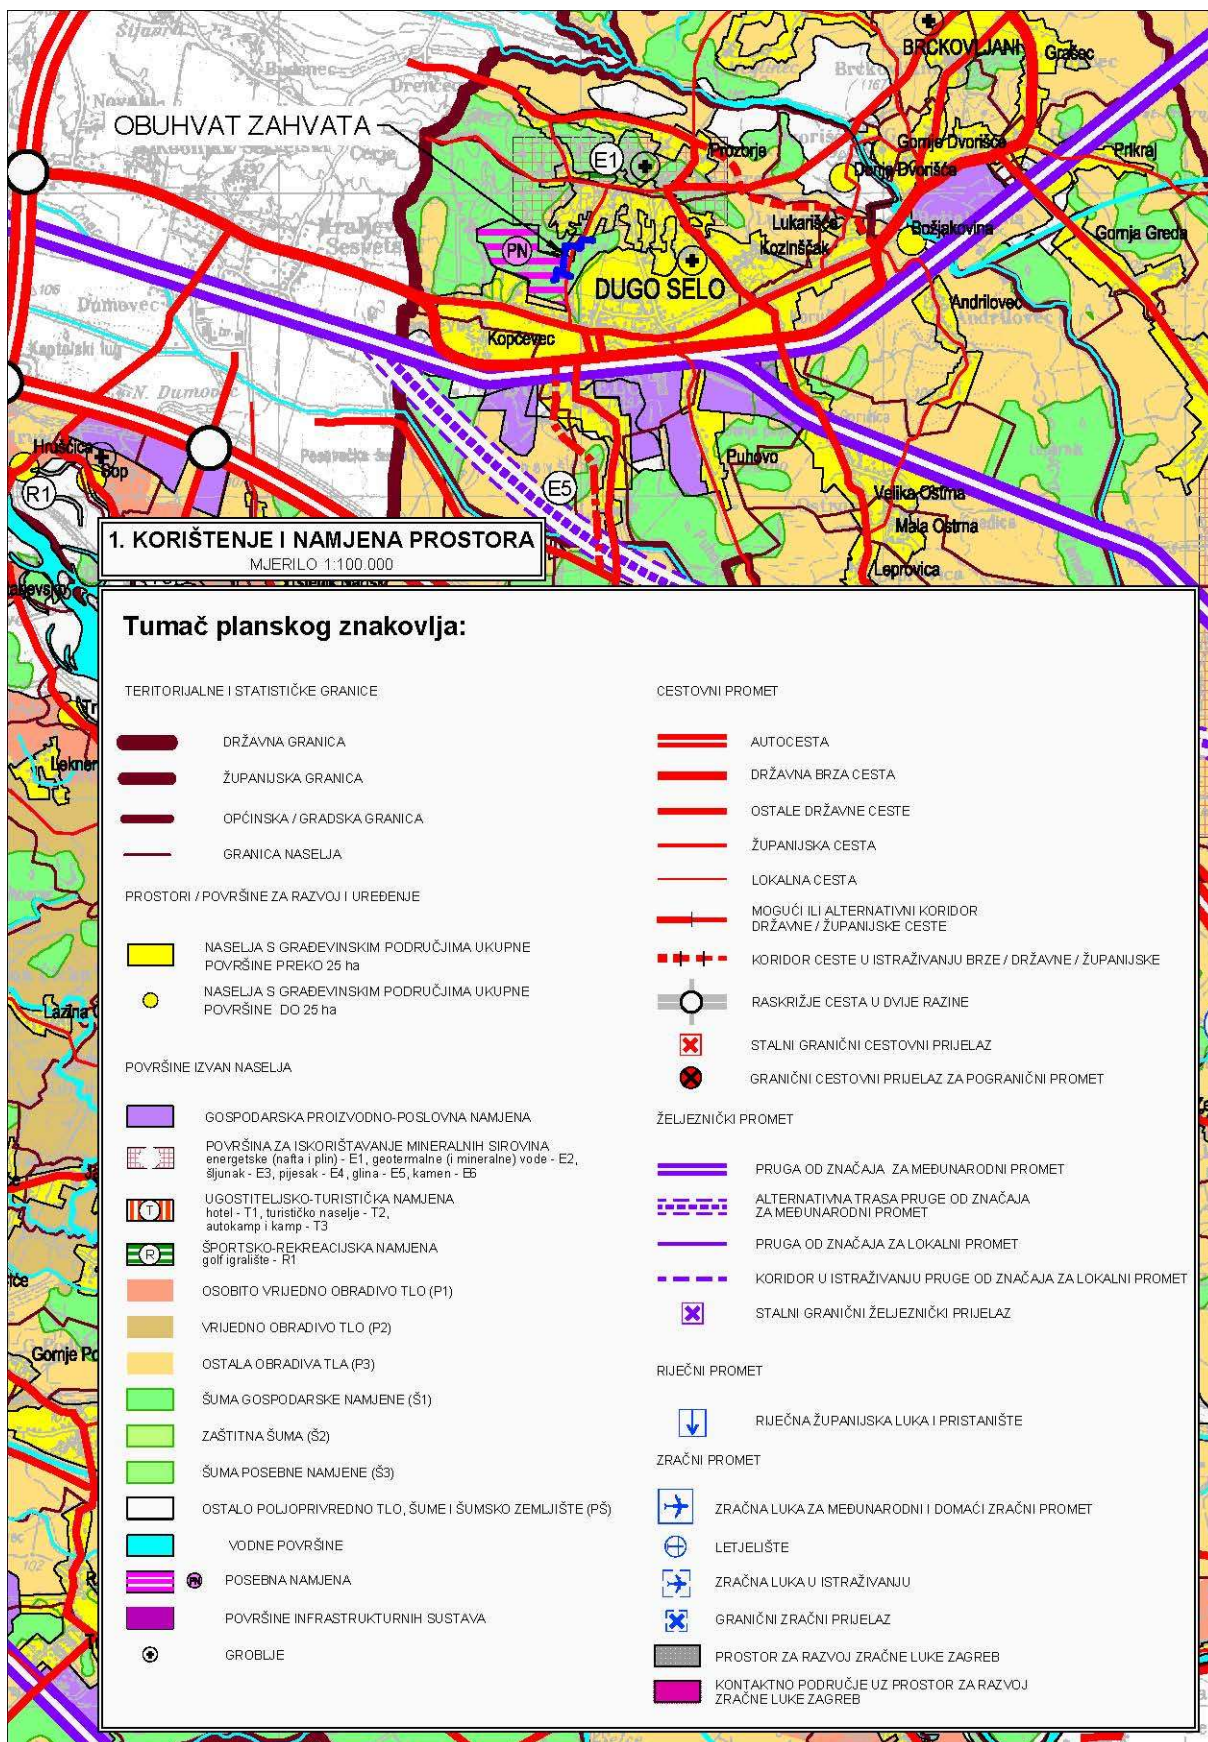 BRCKOVLJANI
Grašec
OBUHVAT ZAHVATA
E1
Prozorje
Gornje Dvorišće
Donje Dvorišća
Prikraj
Lukarišće
Kozinščak
Božjakovina
Gornja Greda
PN
DUGO SELO
106
Dumovec
Andrilovec
Andrilovec
Kopčevec
N. Dumovec
Hruščica
Sop
R1
Puhovo
E5
Velika Ostrna
Mala Ostrna
Leprovica
1. KORIŠTENJE I NAMJENA PROSTORA
MJERILO 1:100.000
Tumač planskog znakovlja:
TERITORIJALNE I STATISTIČKE GRANICE
DRŽAVNA GRANICA
ŽUPANIJSKA GRANICA
OPĆINSKA / GRADSKA GRANICA
GRANICA NASELJA
PROSTORI / POVRŠINE ZA RAZVOJ I UREĐENJE
NASELJA S GRAĐEVINSKIM PODRUČJIMA UKUPNE
POVRŠINE PREKO 25 ha
NASELJA S GRAĐEVINSKIM PODRUČJIMA UKUPNE
POVRŠINE DO 25 ha
POVRŠINE IZVAN NASELJA
GOSPODARSKA PROIZVODNO-POSLOVNA NAMJENA
POVRŠINA ZA ISKORIŠTAVANJE MINERALNIH SIROVINA
energetske (nafta i plin) - E1, geotermalne (i mineralne) vode - E2,
šljunak - E3, pijesak - E4, glina - E5, kamen - E6
T
UGOSTITELJSKO-TURISTIČKA NAMJENA
hotel - T1, turističko naselje - T2,
autokamp i kamp - T3
R
ŠPORTSKO-REKREACIJSKA NAMJENA
golf igralište - R1
OSOBITO VRIJEDNO OBRADIVO TLO (P1)
VRIJEDNO OBRADIVO TLO (P2)
OSTALA OBRADIVA TLA (P3)
ŠUMA GOSPODARSKE NAMJENE (Š1)
ZAŠTITNA ŠUMA (Š2)
ŠUMA POSEBNE NAMJENE (Š3)
OSTALO POLJOPRIVREDNO TLO, ŠUME I ŠUMSKO ZEMLJIŠTE (PŠ)
VODNE POVRŠINE
PN
POSEBNA NAMJENA
POVRŠINE INFRASTRUKTURNIH SUSTAVA
GROBLJE
CESTOVNI PROMET
AUTOCESTA
DRŽAVNA BRZA CESTA
OSTALE DRŽAVNE CESTE
ŽUPANIJSKA CESTA
LOKALNA CESTA
MOGUĆI ILI ALTERNATIVNI KORIDOR
DRŽAVNE / ŽUPANIJSKE CESTE
KORIDOR CESTE U ISTRAŽIVANJU BRZE / DRŽAVNE / ŽUPANIJSKE
RASKRIŽJE CESTA U DVIJE RAZINE
STALNI GRANIČNI CESTOVNI PRIJELAZ
GRANIČNI CESTOVNI PRIJELAZ ZA POGRANIČNI PROMET
ŽELJEZNIČKI PROMET
PRUGA OD ZNAČAJA ZA MEĐUNARODNI PROMET
ALTERNATIVNA TRASA PRUGE OD ZNAČAJA
ZA MEĐUNARODNI PROMET
PRUGA OD ZNAČAJA ZA LOKALNI PROMET
KORIDOR U ISTRAŽIVANJU PRUGE OD ZNAČAJA ZA LOKALNI PROMET
STALNI GRANIČNI ŽELJEZNIČKI PRIJELAZ
RIJEČNI PROMET
RIJEČNA ŽUPANIJSKA LUKA I PRISTANIŠTE
ZRAČNI PROMET
ZRAČNA LUKA ZA MEĐUNARODNI I DOMAĆI ZRAČNI PROMET
LETJELIŠTE
ZRAČNA LUKA U ISTRAŽIVANJU
GRANIČNI ZRAČNI PRIJELAZ
PROSTOR ZA RAZVOJ ZRAČNE LUKE ZAGREB
KONTAKTNO PODRUČJE UZ PROSTOR ZA RAZVOJ
ZRAČNE LUKE ZAGREB
Lazina
Gornje Po
102